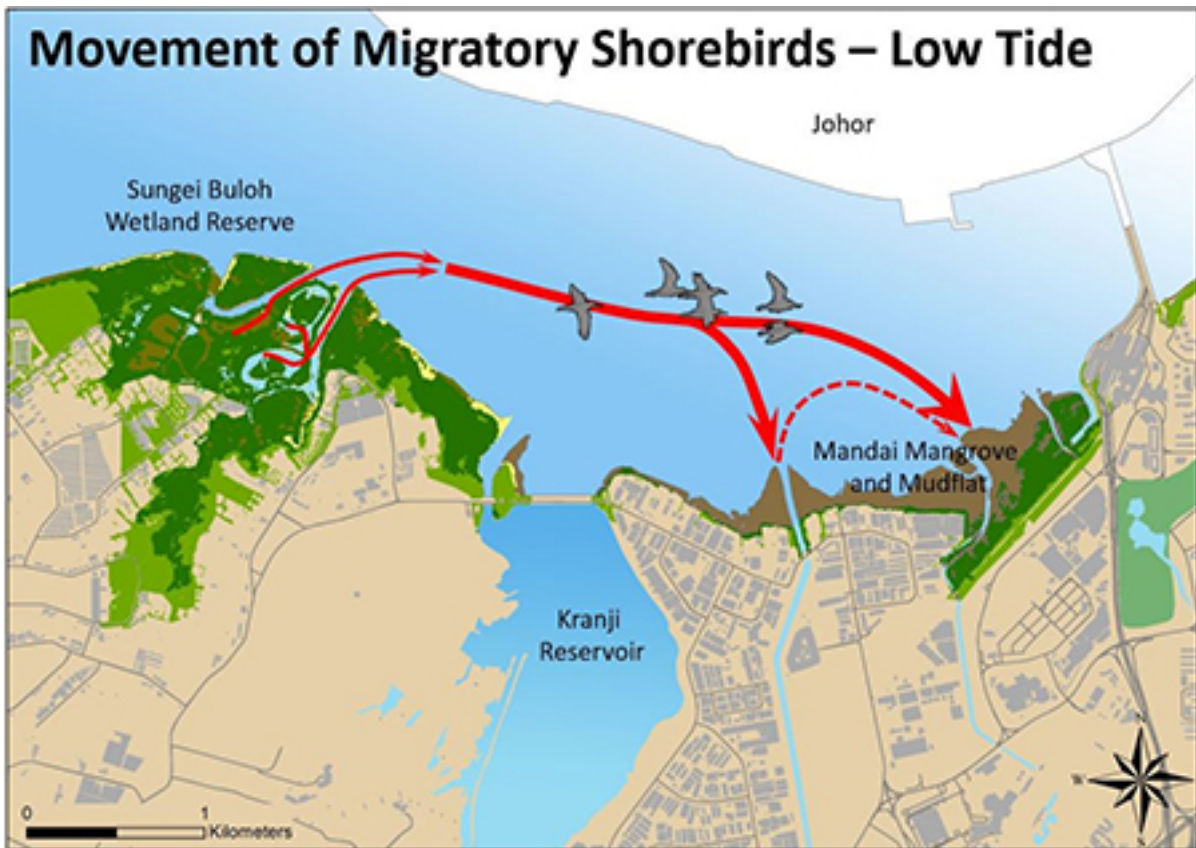 Movement of Migratory Shorebirds – Low Tide
Johor
Sungei Buloh
Wetland Reserve
Mandai Mangrove
and Mudflat
Kranji
Reservoir
N
W
0 1
Kilometers